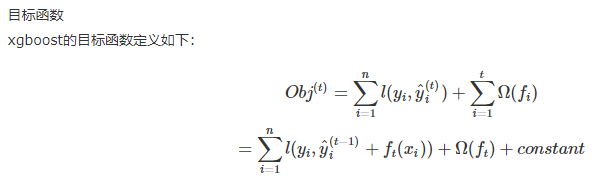 目标函数
xgboost的目标函数定义如下：
$Obj^{(t)} = \sum_{i=1}^{n} l(y_i, \hat{y}_i^{(t)}) + \sum_{i=1}^{t} \Omega(f_i)$
$= \sum_{i=1}^{n} l(y_i, \hat{y}_i^{(t-1)} + f_t(x_i)) + \Omega(f_t) + constant$